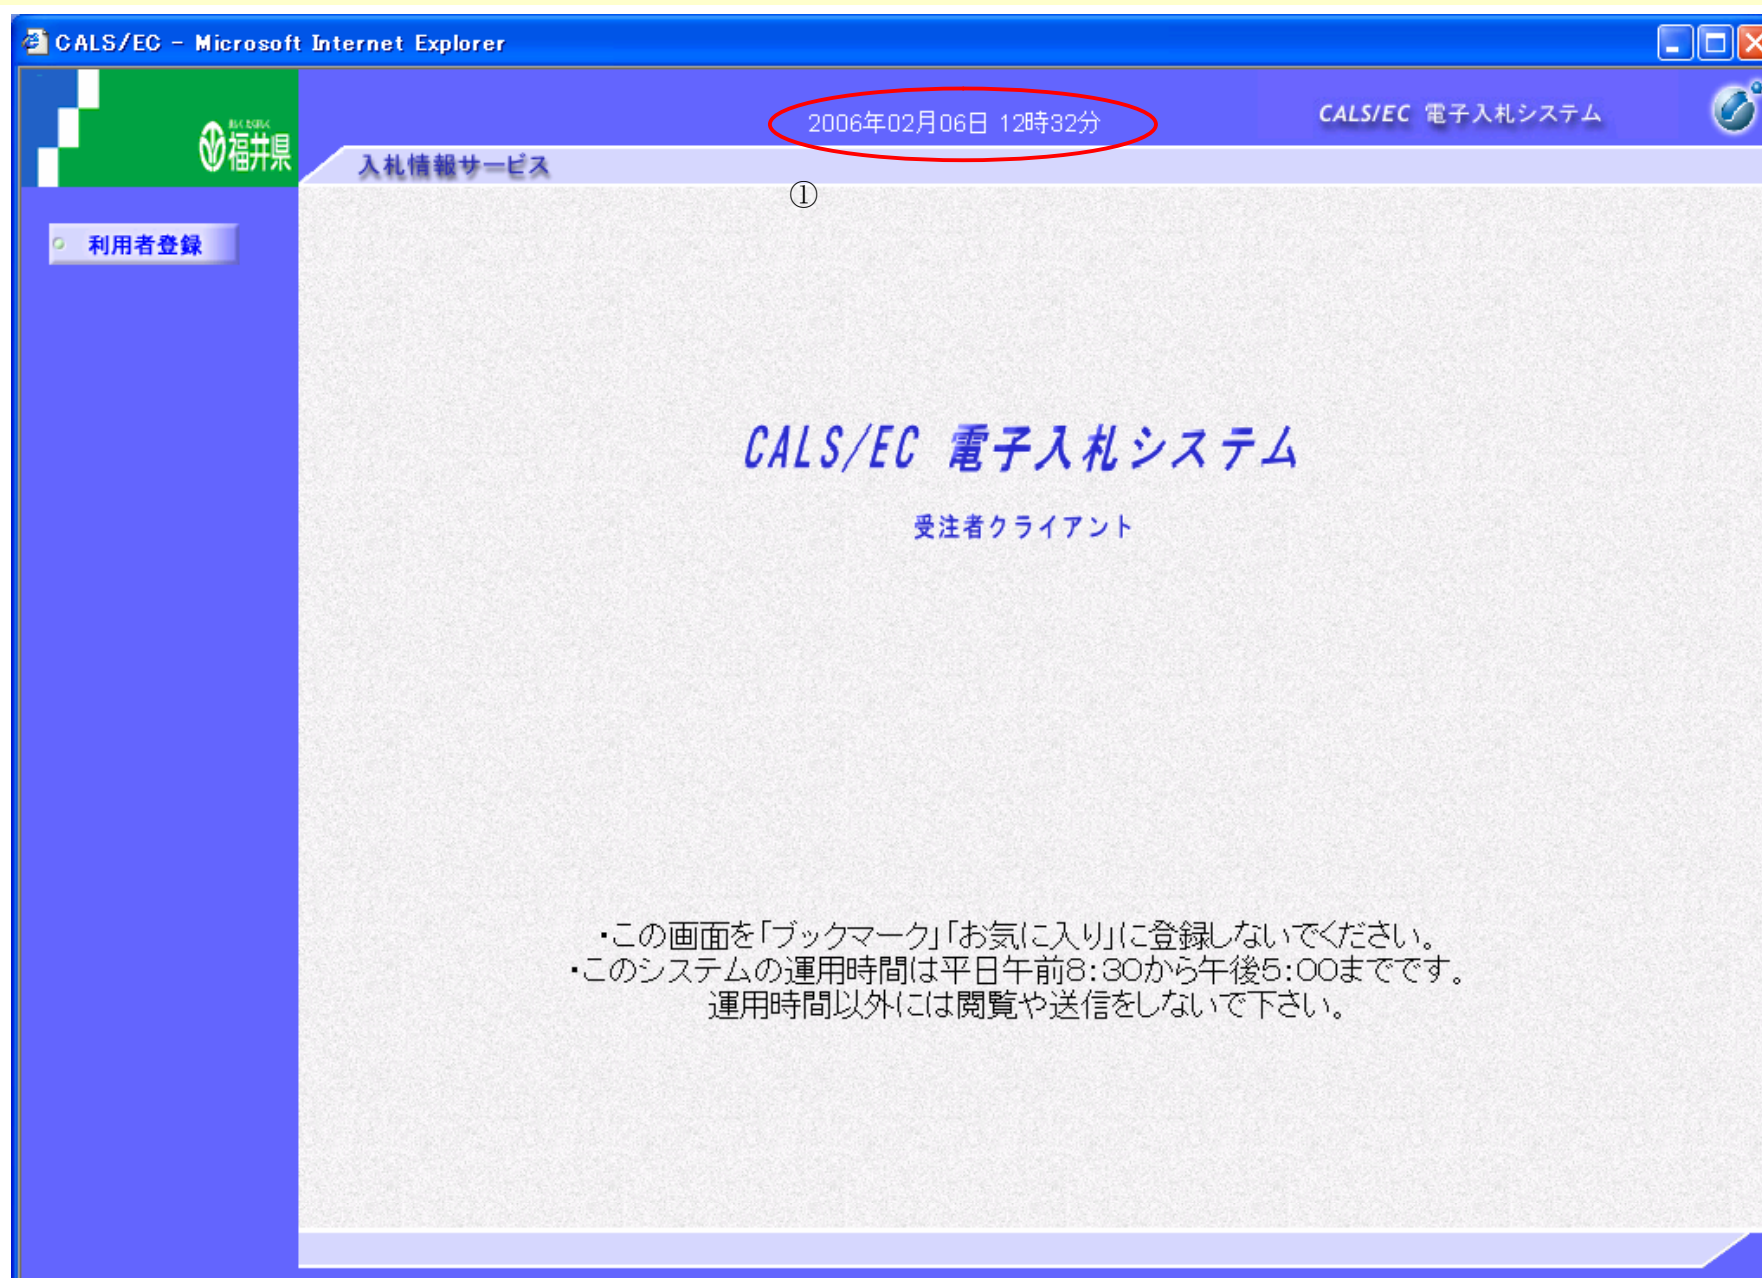 CALS/EC - Microsoft Internet Explorer
福井県
2006年02月06日 12時32分
CALS/EC 電子入札システム
入札情報サービス
①
利用者登録
CALS/EC 電子入札システム
受注者クライアント
・この画面を「ブックマーク」「お気に入り」に登録しないでください。
・このシステムの運用時間は平日午前8:30から午後5:00までです。
運用時間以外には閲覧や送信をしないで下さい。